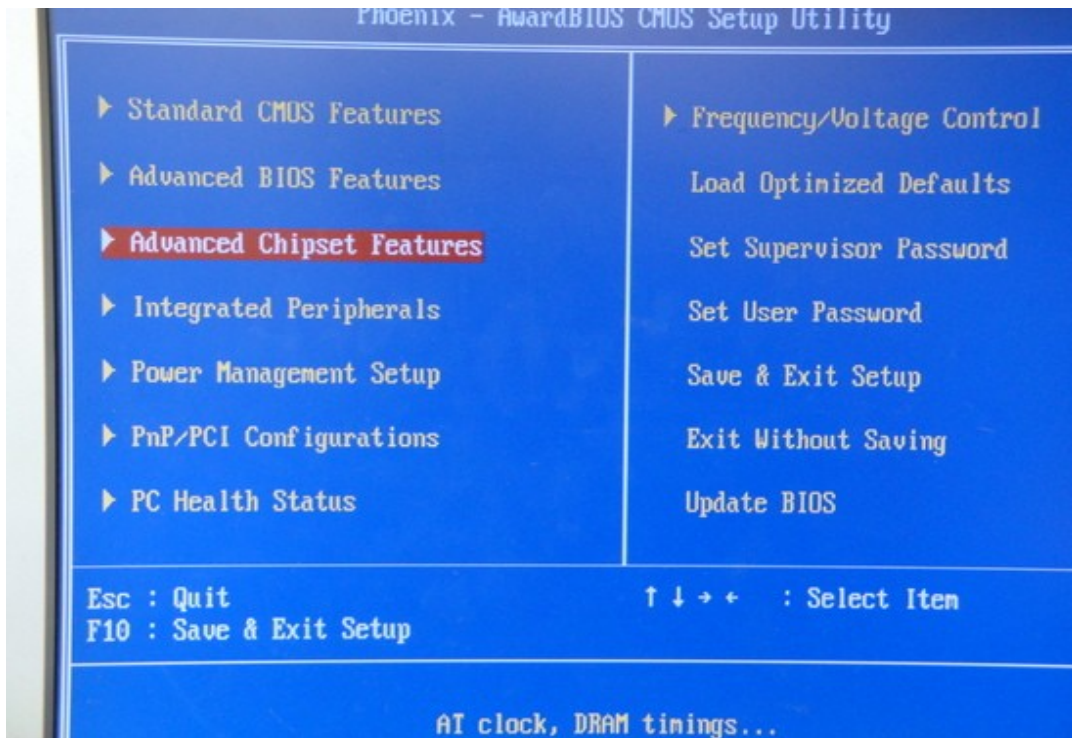 Phoenix - AwardBIOS CMOS Setup Utility
Standard CMOS Features
Advanced BIOS Features
Advanced Chipset Features
Integrated Peripherals
Power Management Setup
PnP/PCI Configurations
PC Health Status
Frequency/Voltage Control
Load Optimized Defaults
Set Supervisor Password
Set User Password
Save & Exit Setup
Exit Without Saving
Update BIOS
Esc : Quit
F10 : Save & Exit Setup
↑ ↓ → ← : Select Item
AT clock, DRAM timings...